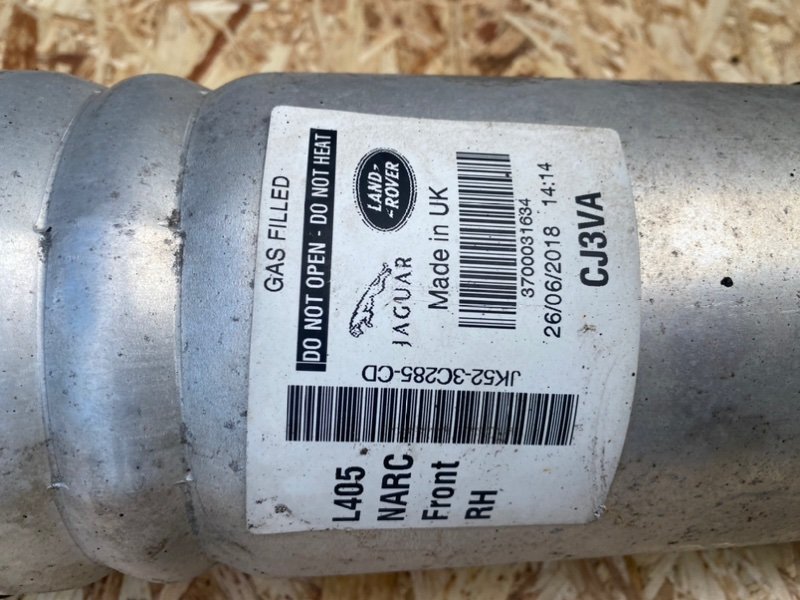 GAS FILLED
DO NOT OPEN - DO NOT HEAT
LAND-
-ROVER
JAGUAR
Made in UK
3700031634
26/06/2018 14:14
CJ3VA
JK52-3C285-CD
L405
NARC
Front
RH